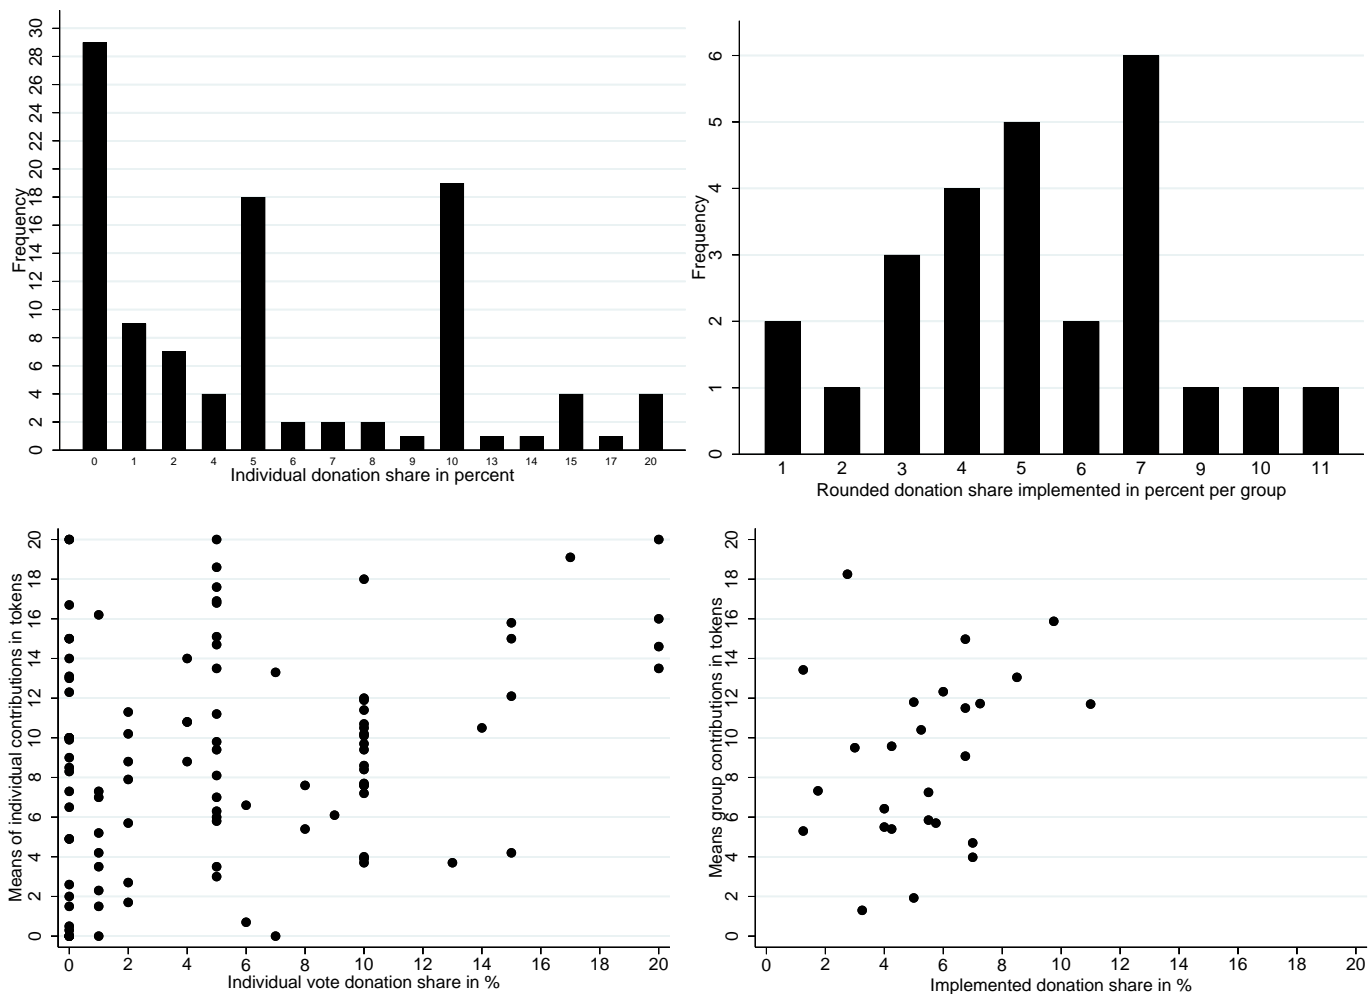 Frequency
0 2 4 6 8 10 12 14 16 18 20 22 24 26 28 30
0 1 2 4 5 6 7 8 9 10 13 14 15 17 20
Individual donation share in percent
Frequency
0 1 2 3 4 5 6
1 2 3 4 5 6 7 9 10 11
Rounded donation share implemented in percent per group
Means of individual contributions in tokens
0 2 4 6 8 10 12 14 16 18 20
0 2 4 6 8 10 12 14 16 18 20
Individual vote donation share in %
Means group contributions in tokens
0 2 4 6 8 10 12 14 16 18 20
0 2 4 6 8 10 12 14 16 18 20
Implemented donation share in %